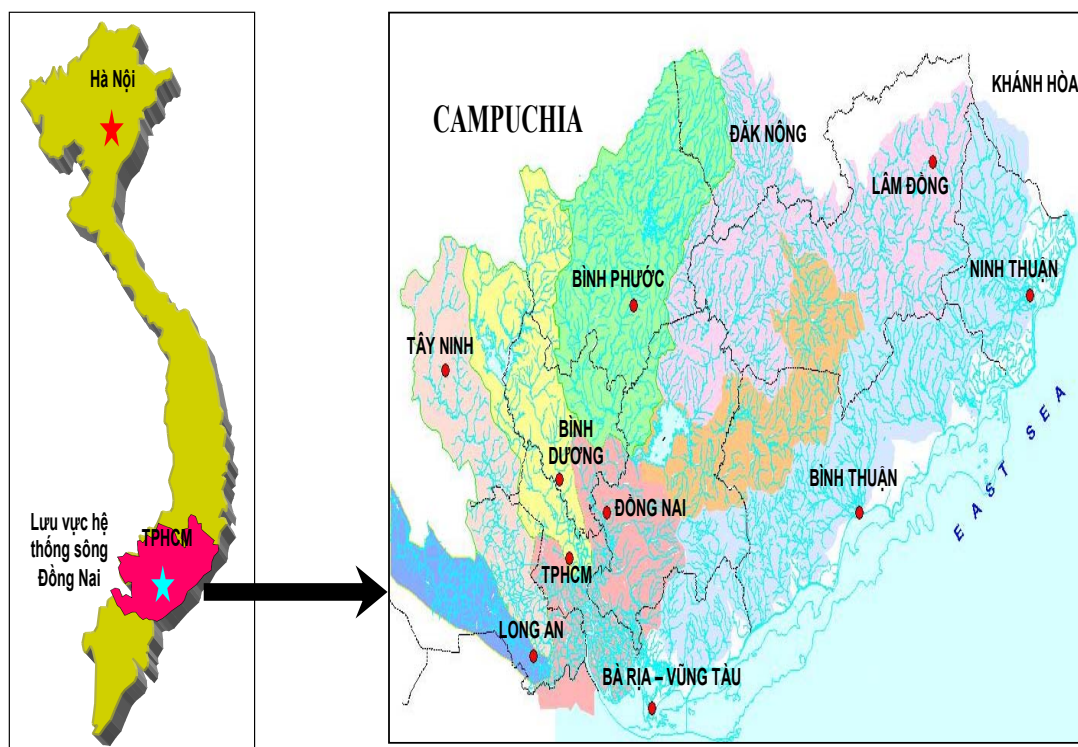 Hà Nội
Lưu vực hệ
thống sông
Đồng Nai
TPHCM
CAMPUCHIA
KHÁNH HÒA
ĐĂK NÔNG
LÂM ĐỒNG
BÌNH PHƯỚC
NINH THUẬN
TÂY NINH
BÌNH
DƯƠNG
BÌNH THUẬN
ĐỒNG NAI
TPHCM
LONG AN
BÀ RỊA – VŨNG TÀU
EAST SEA